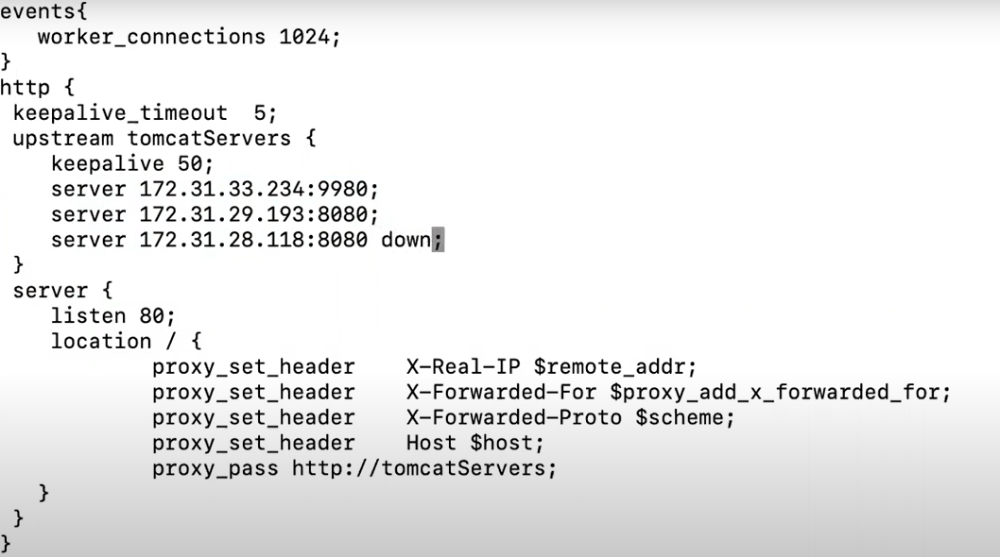 events{
worker_connections 1024;
}
http {
keepalive_timeout  5;
upstream tomcatServers {
keepalive 50;
server 172.31.33.234:9980;
server 172.31.29.193:8080;
server 172.31.28.118:8080 down;
}
server {
listen 80;
location / {
proxy_set_header    X-Real-IP $remote_addr;
proxy_set_header    X-Forwarded-For $proxy_add_x_forwarded_for;
proxy_set_header    X-Forwarded-Proto $scheme;
proxy_set_header    Host $host;
proxy_pass http://tomcatServers;
}
}
}